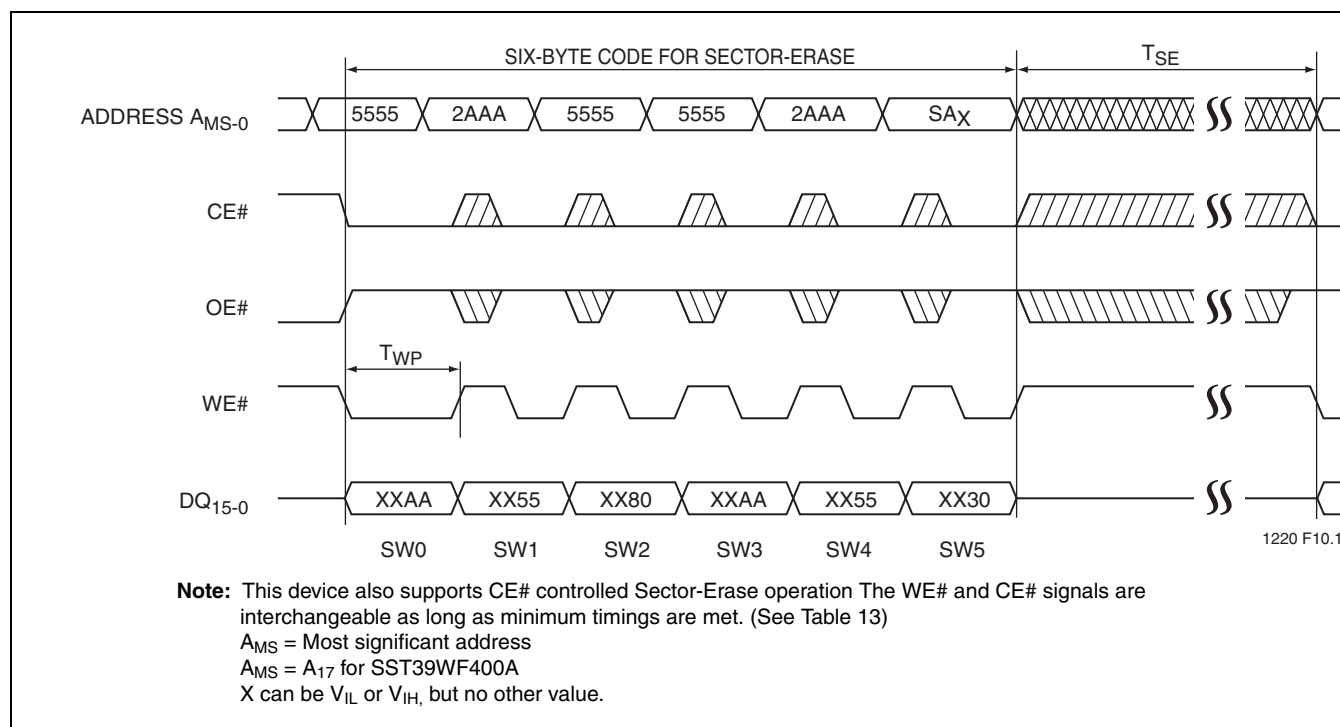 SIX-BYTE CODE FOR SECTOR-ERASE TSE
ADDRESS AMS-0 5555 2AAA 5555 5555 2AAA SAX
CE#
OE#
TWP
WE#
DQ15-0 XXAA XX55 XX80 XXAA XX55 XX30
SW0 SW1 SW2 SW3 SW4 SW5 1220 F10.1
Note: This device also supports CE# controlled Sector-Erase operation The WE# and CE# signals are
interchangeable as long as minimum timings are met. (See Table 13)
AMS = Most significant address
AMS = A17 for SST39WF400A
X can be VIL or VIH, but no other value.